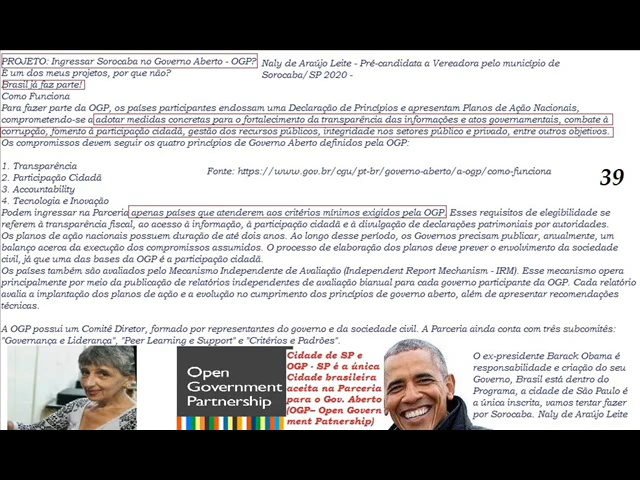 PROJETO: Ingressar Sorocaba no Governo Aberto - OGP?
E um dos meus projetos, por que não?
Brasil já faz parte!
Naly de Araújo Leite - Pré-candidata a Vereadora pelo município de
Sorocaba/ SP 2020 -
Como Funciona
Para fazer parte da OGP, os países participantes endossam uma Declaração de Princípios e apresentam Planos de Ação Nacionais,
comprometendo-se a adotar medidas concretas para o fortalecimento da transparência das informações e atos governamentais, combate à
corrupção, fomento à participação cidadã, gestão dos recursos públicos, integridade nos setores público e privado, entre outros objetivos.
Os compromissos devem seguir os quatro princípios de Governo Aberto definidos pela OGP:
1. Transparência
2. Participação Cidadã
3. Accountability
4. Tecnologia e Inovação
Fonte: https://www.gov.br/cgu/pt-br/governo-aberto/a-ogp/como-funciona
39
Podem ingressar na Parceria apenas países que atenderem aos critérios mínimos exigidos pela OGP. Esses requisitos de elegibilidade se
referem à transparência fiscal, ao acesso à informação, à participação cidadã e à divulgação de declarações patrimoniais por autoridades.
Os planos de ação nacionais possuem duração de até dois anos. Ao longo desse período, os Governos precisam publicar, anualmente, um
balanço acerca da execução dos compromissos assumidos. O processo de elaboração dos planos deve prever o envolvimento da sociedade
civil, já que uma das bases da OGP é a participação cidadã.
Os países também são avaliados pelo Mecanismo Independente de Avaliação (Independent Report Mechanism - IRM). Esse mecanismo opera
principalmente por meio da publicação de relatórios independentes de avaliação bianual para cada governo participante da OGP. Cada relatório
avalia a implantação dos planos de ação e a evolução no cumprimento dos princípios de governo aberto, além de apresentar recomendações
técnicas.
A OGP possui um Comitê Diretor, formado por representantes do governo e da sociedade civil. A Parceria ainda conta com três subcomitês:
"Governança e Liderança", "Peer Learning e Support" e "Critérios e Padrões".
Open
Government
Partnership
Cidade de SP e
OGP - SP é a única
Cidade brasileira
aceita na Parceria
para o Gov. Aberto
(OGP– Open Govern
nent Patnership)
O ex-presidente Barack Obama é
responsabilidade e criação do seu
Governo, Brasil está dentro do
Programa, a cidade de São Paulo é
a única inscrita, vamos tentar fazer
por Sorocaba. Naly de Araújo Leite